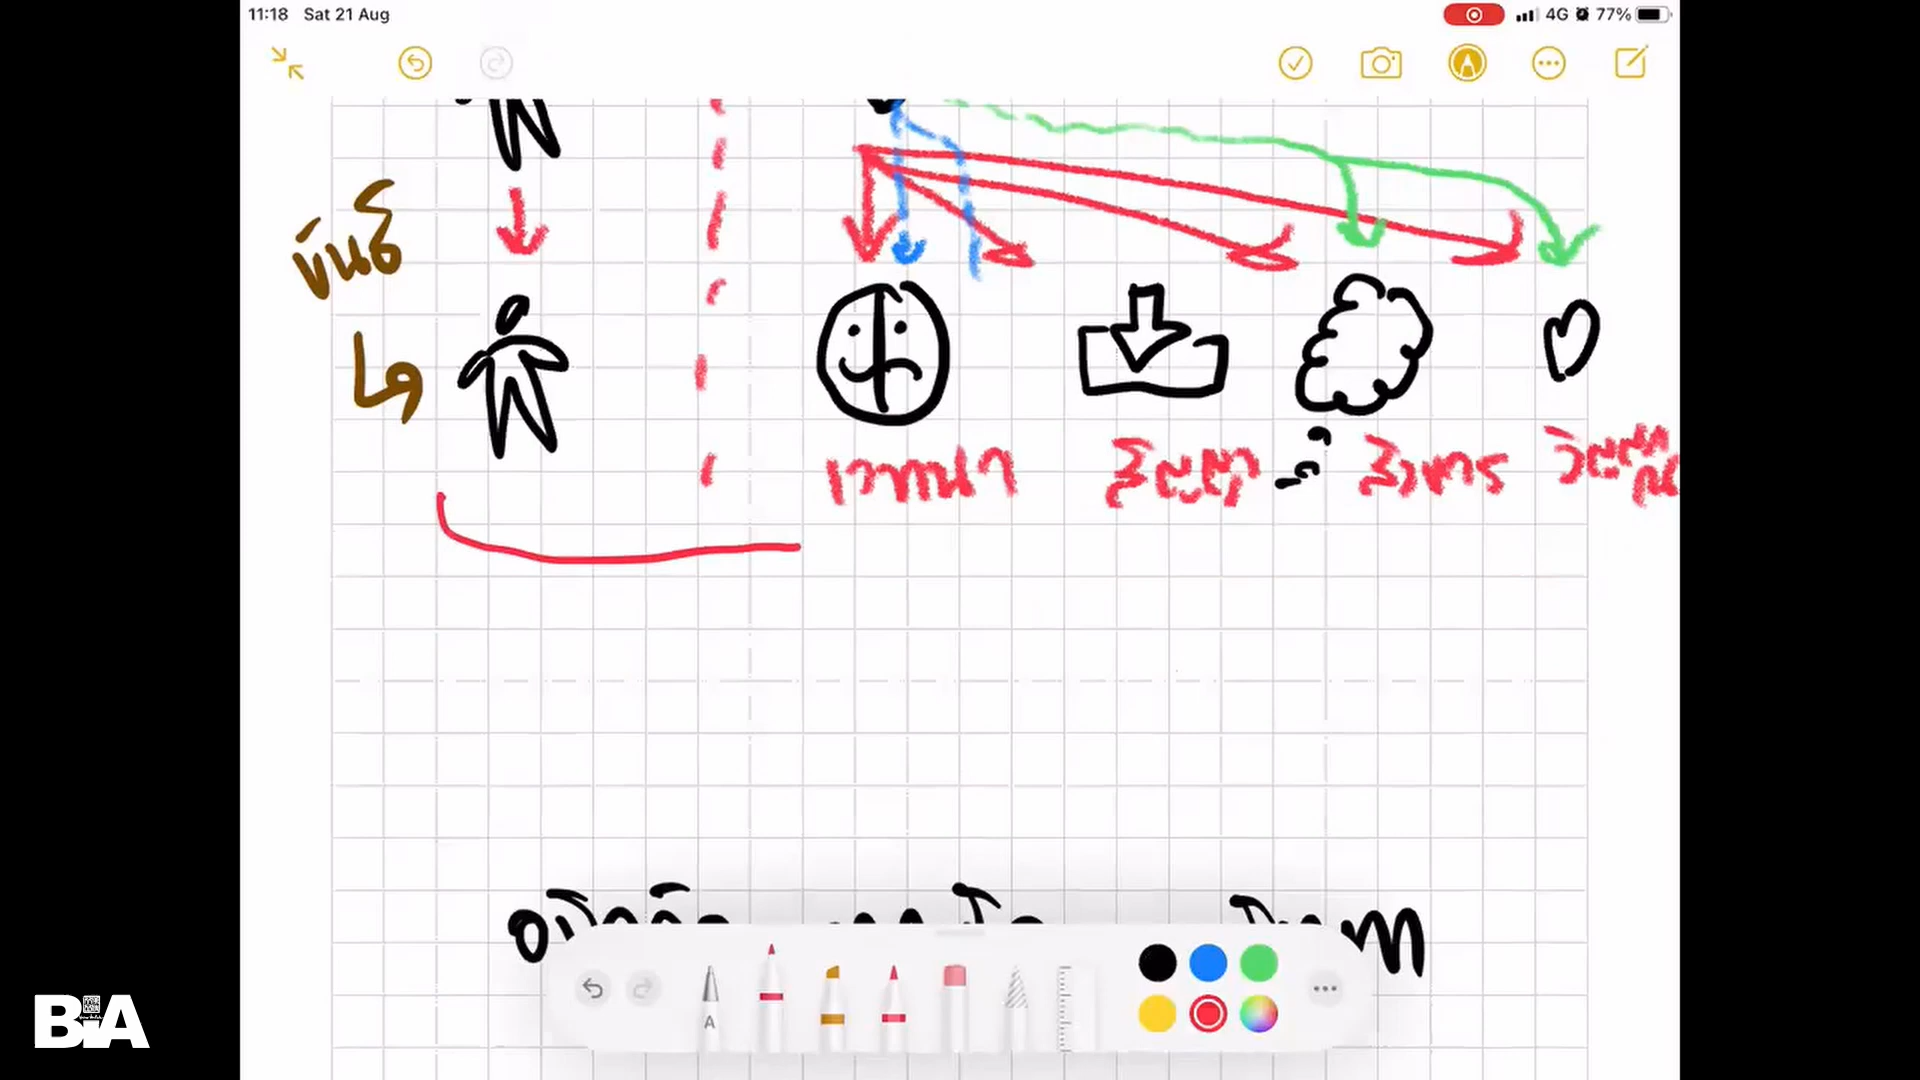 11:18 Sat 21 Aug 4G 77%
ขันธ์
เวทนา สัญญา สังขาร วิญญาณ
A
BiA